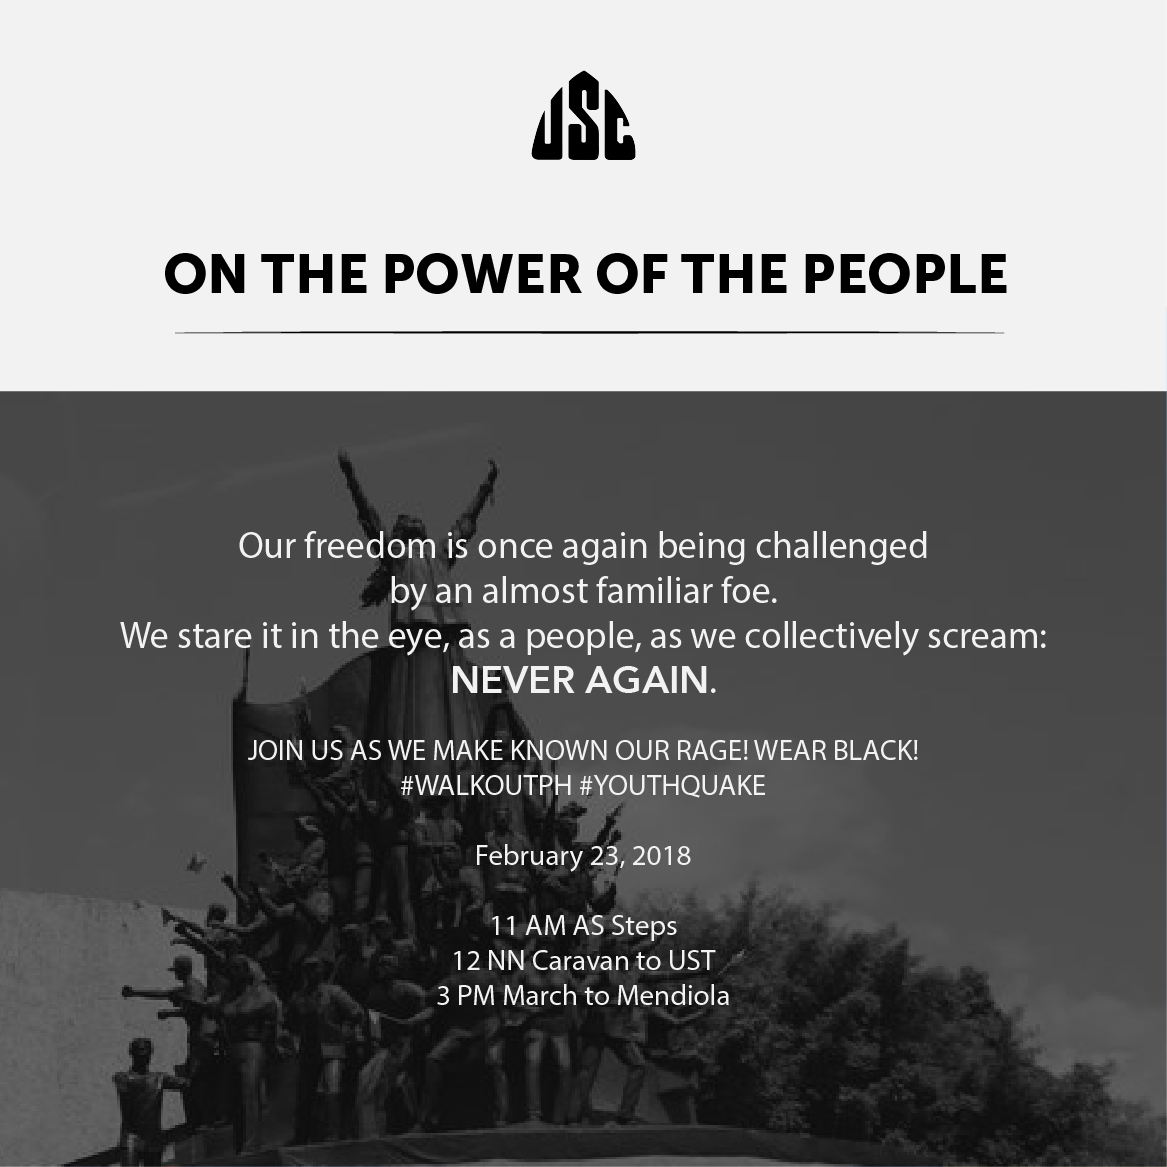 USC
ON THE POWER OF THE PEOPLE
Our freedom is once again being challenged
by an almost familiar foe.
We stare it in the eye, as a people, as we collectively scream:
NEVER AGAIN.
JOIN US AS WE MAKE KNOWN OUR RAGE! WEAR BLACK!
#WALKOUTPH #YOUTHQUAKE
February 23, 2018
11 AM AS Steps
12 NN Caravan to UST
3 PM March to Mendiola